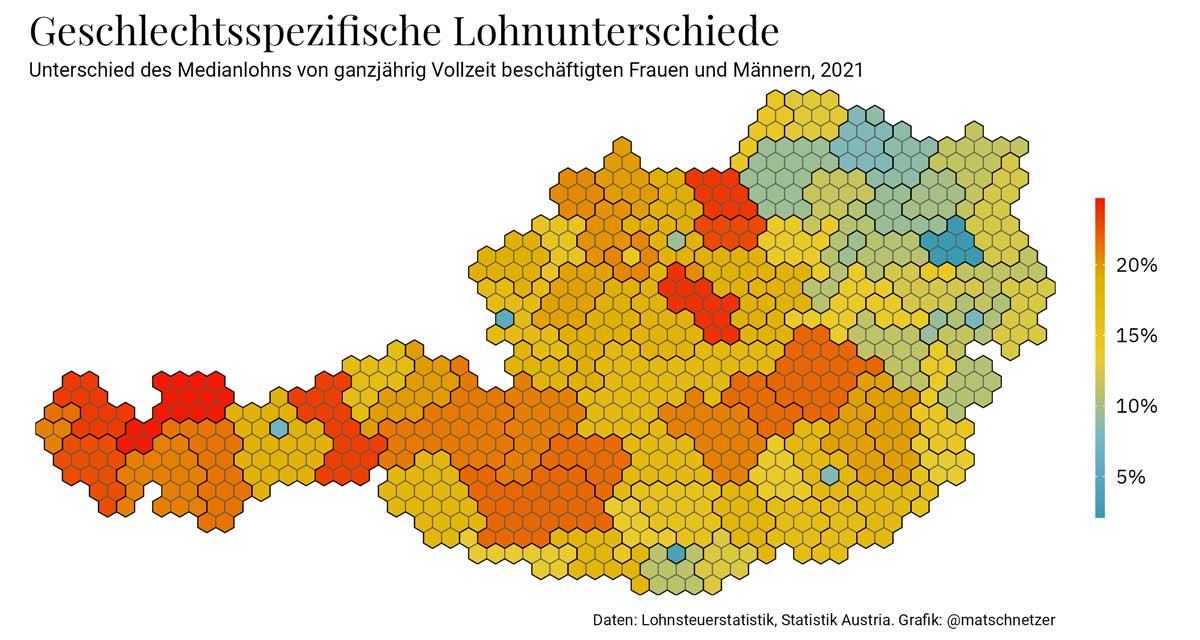 Geschlechtsspezifische Lohnunterschiede
Unterschied des Medianlohns von ganzjährig Vollzeit beschäftigten Frauen und Männern, 2021
20%
15%
10%
5%
Daten: Lohnsteuerstatistik, Statistik Austria. Grafik: @matschnetzer